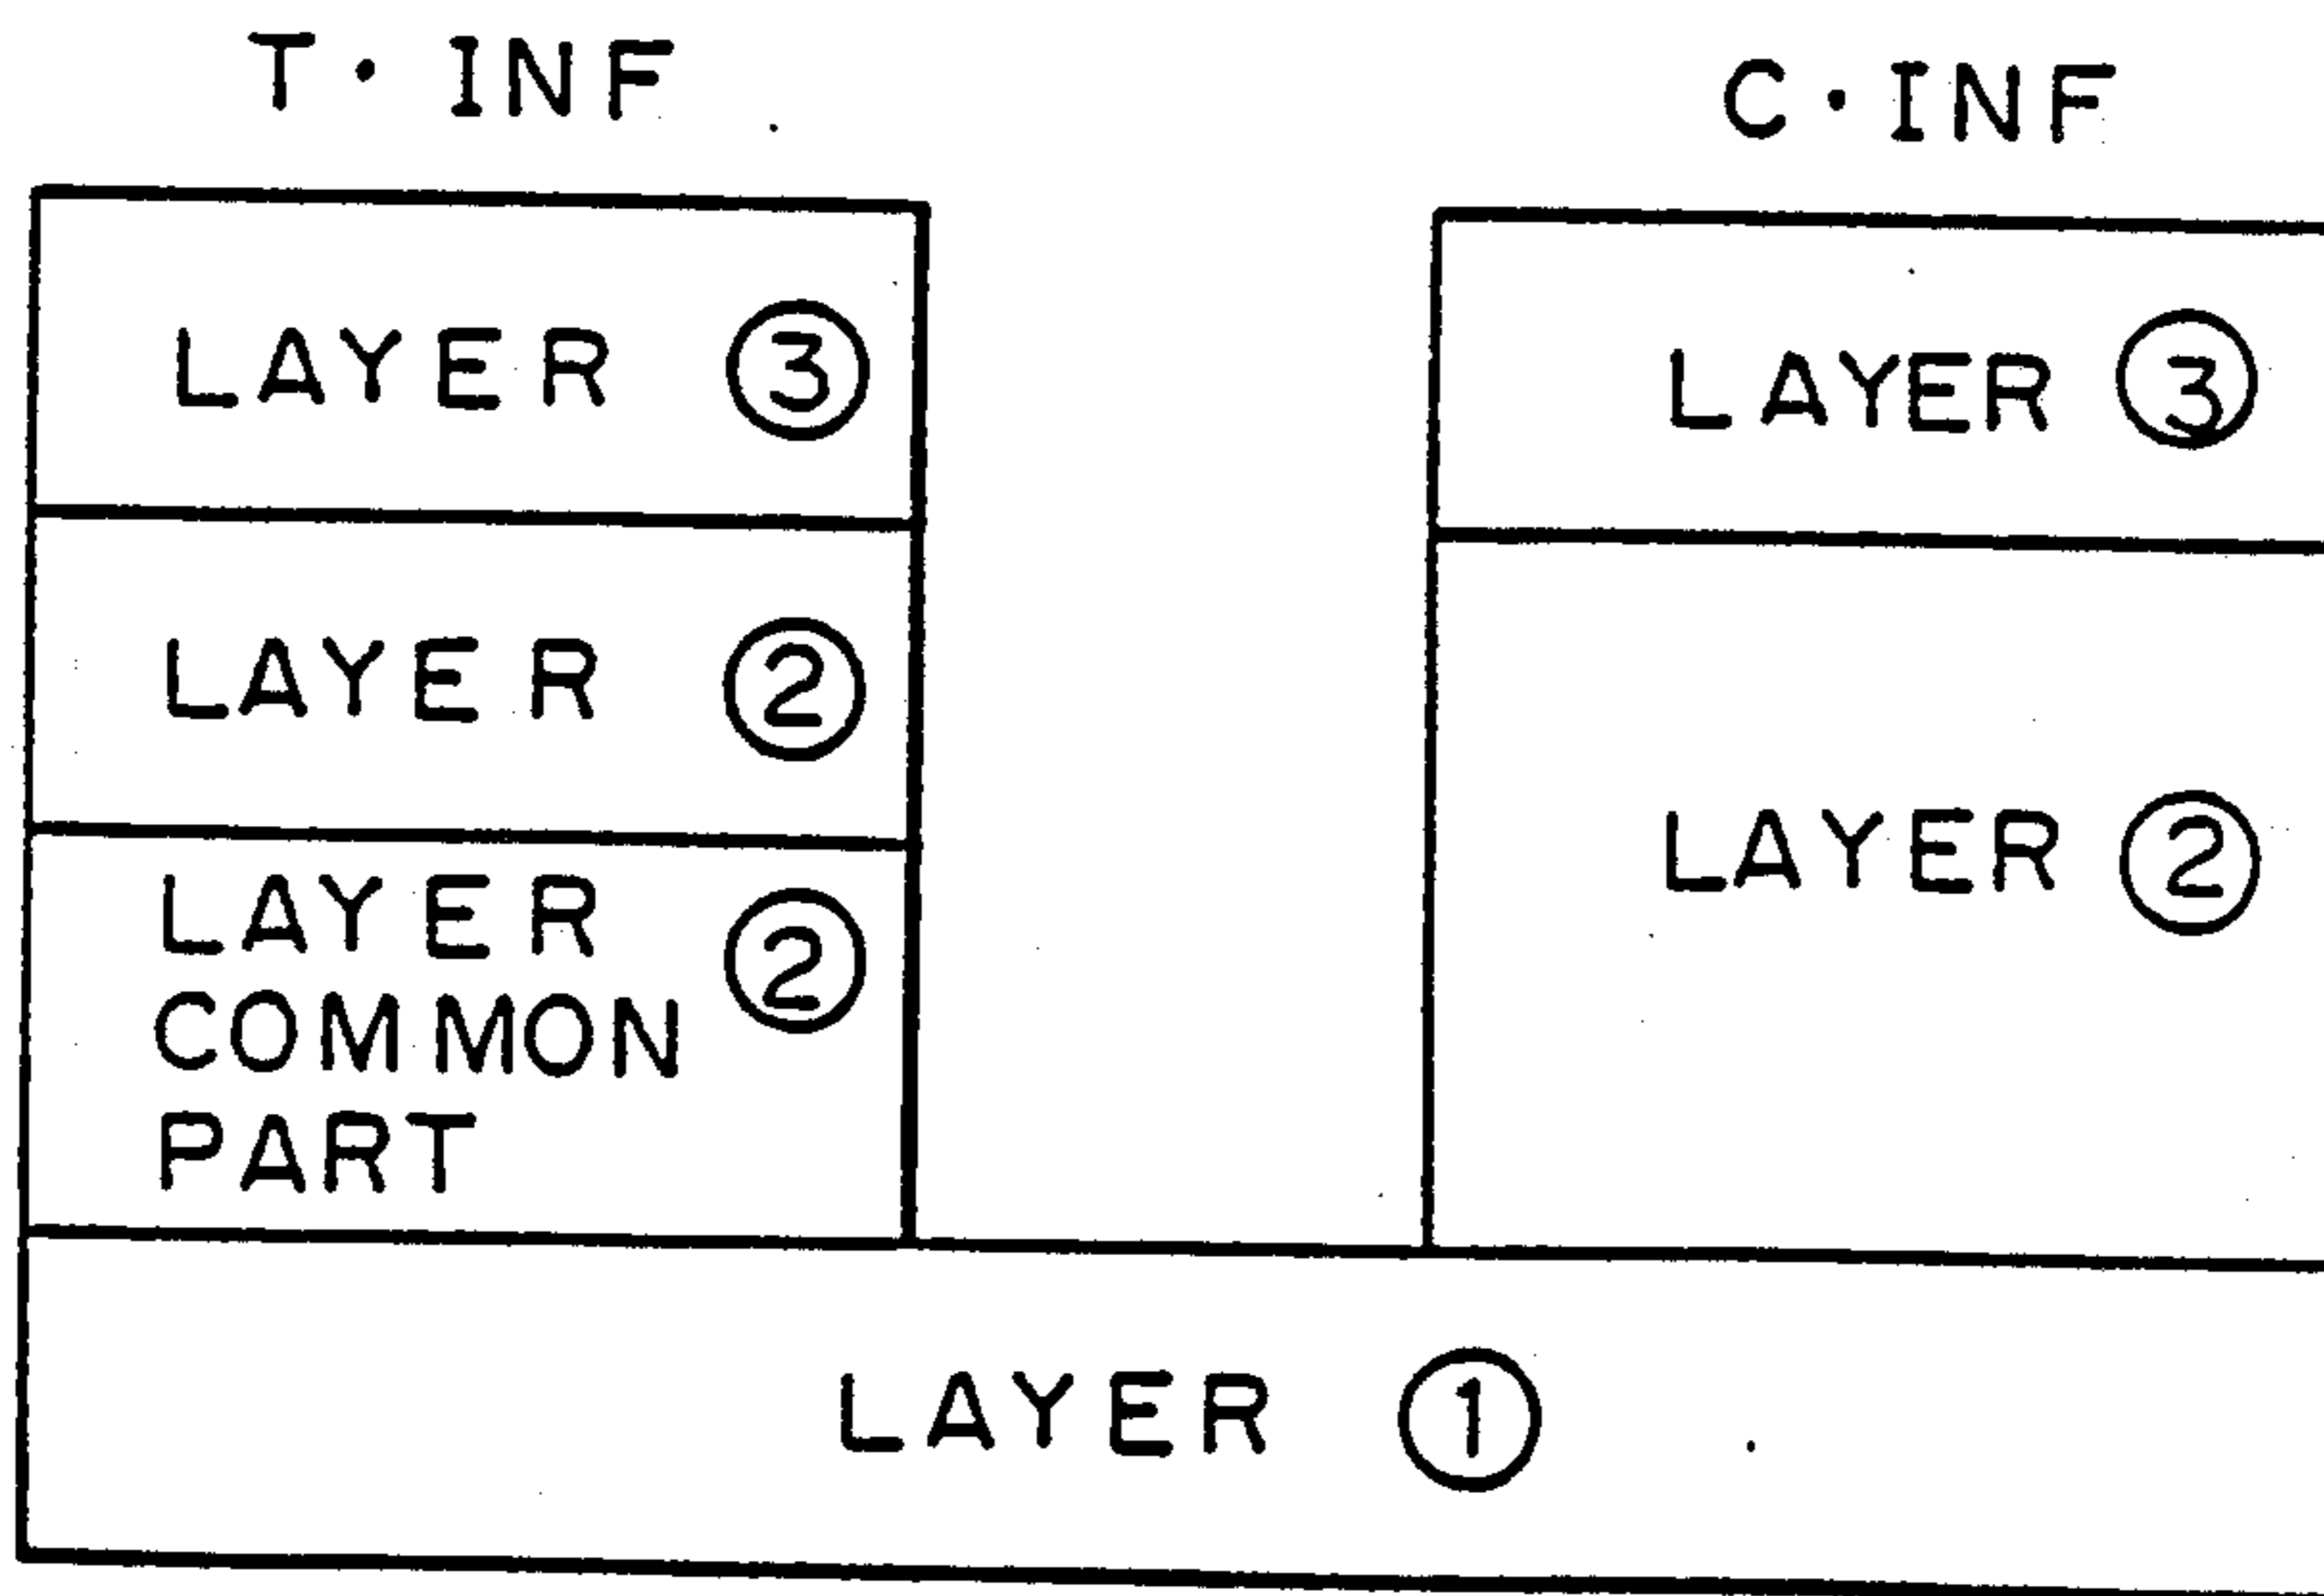 T·INF
C·INF
LAYER ③
LAYER ③
LAYER ②
LAYER ②
LAYER ②
COMMON
PART
LAYER ①